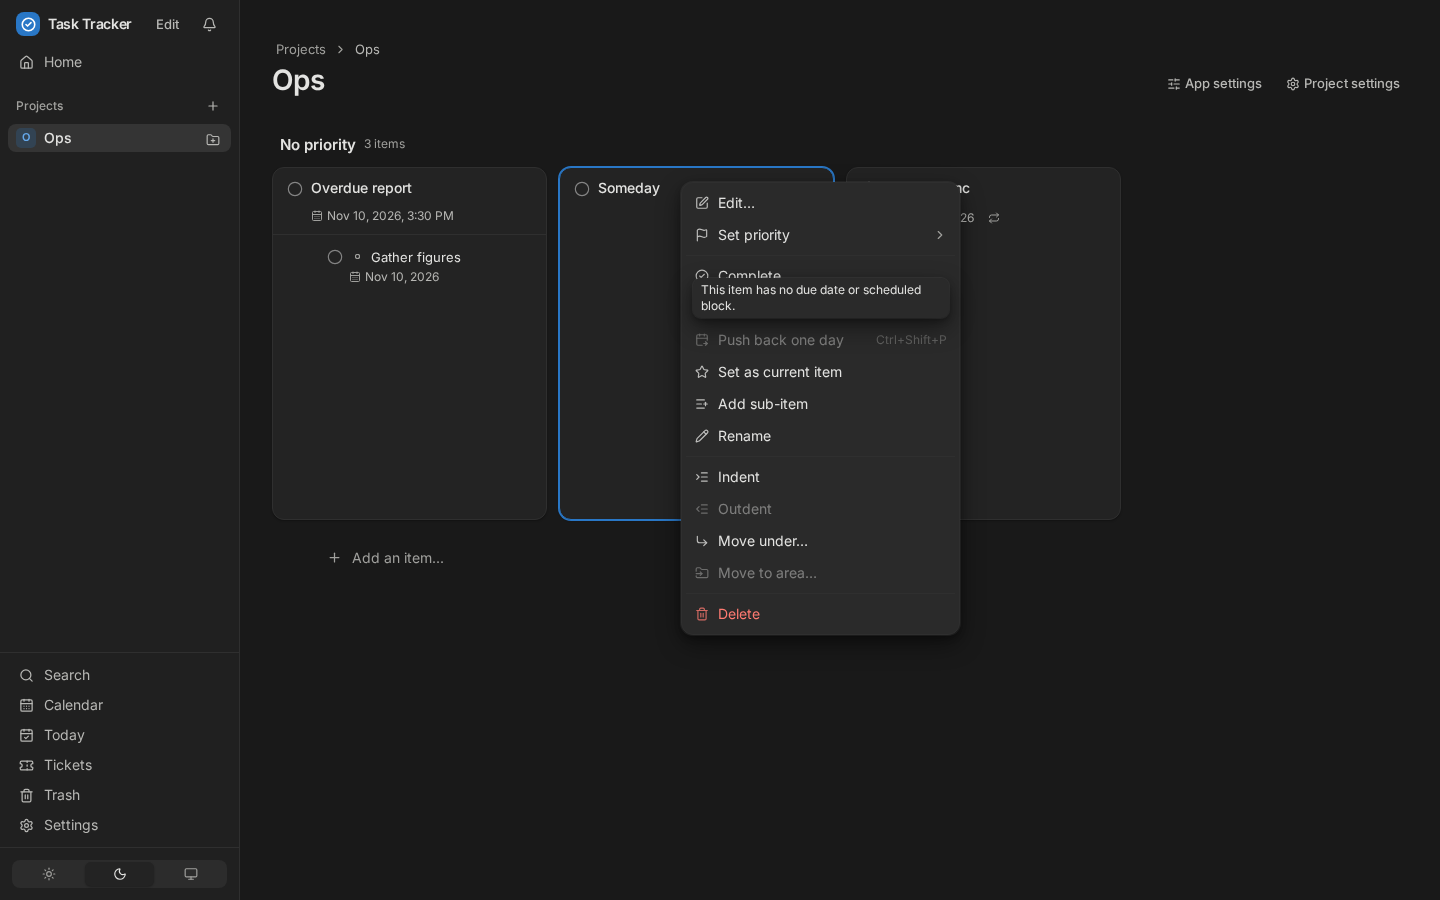 Task Tracker
Edit
Home
Projects
O
Ops
Search
Calendar
Today
Tickets
Trash
Settings
Projects
Ops
Ops
App settings
Project settings
No priority
3 items
Overdue report
Nov 10, 2026, 3:30 PM
Gather figures
Nov 10, 2026
Someday
nc
26
Edit...
Set priority
Complete
This item has no due date or scheduled
block.
Push back one day
Ctrl+Shift+P
Set as current item
Add sub-item
Rename
Indent
Outdent
Move under...
Move to area...
Delete
Add an item...